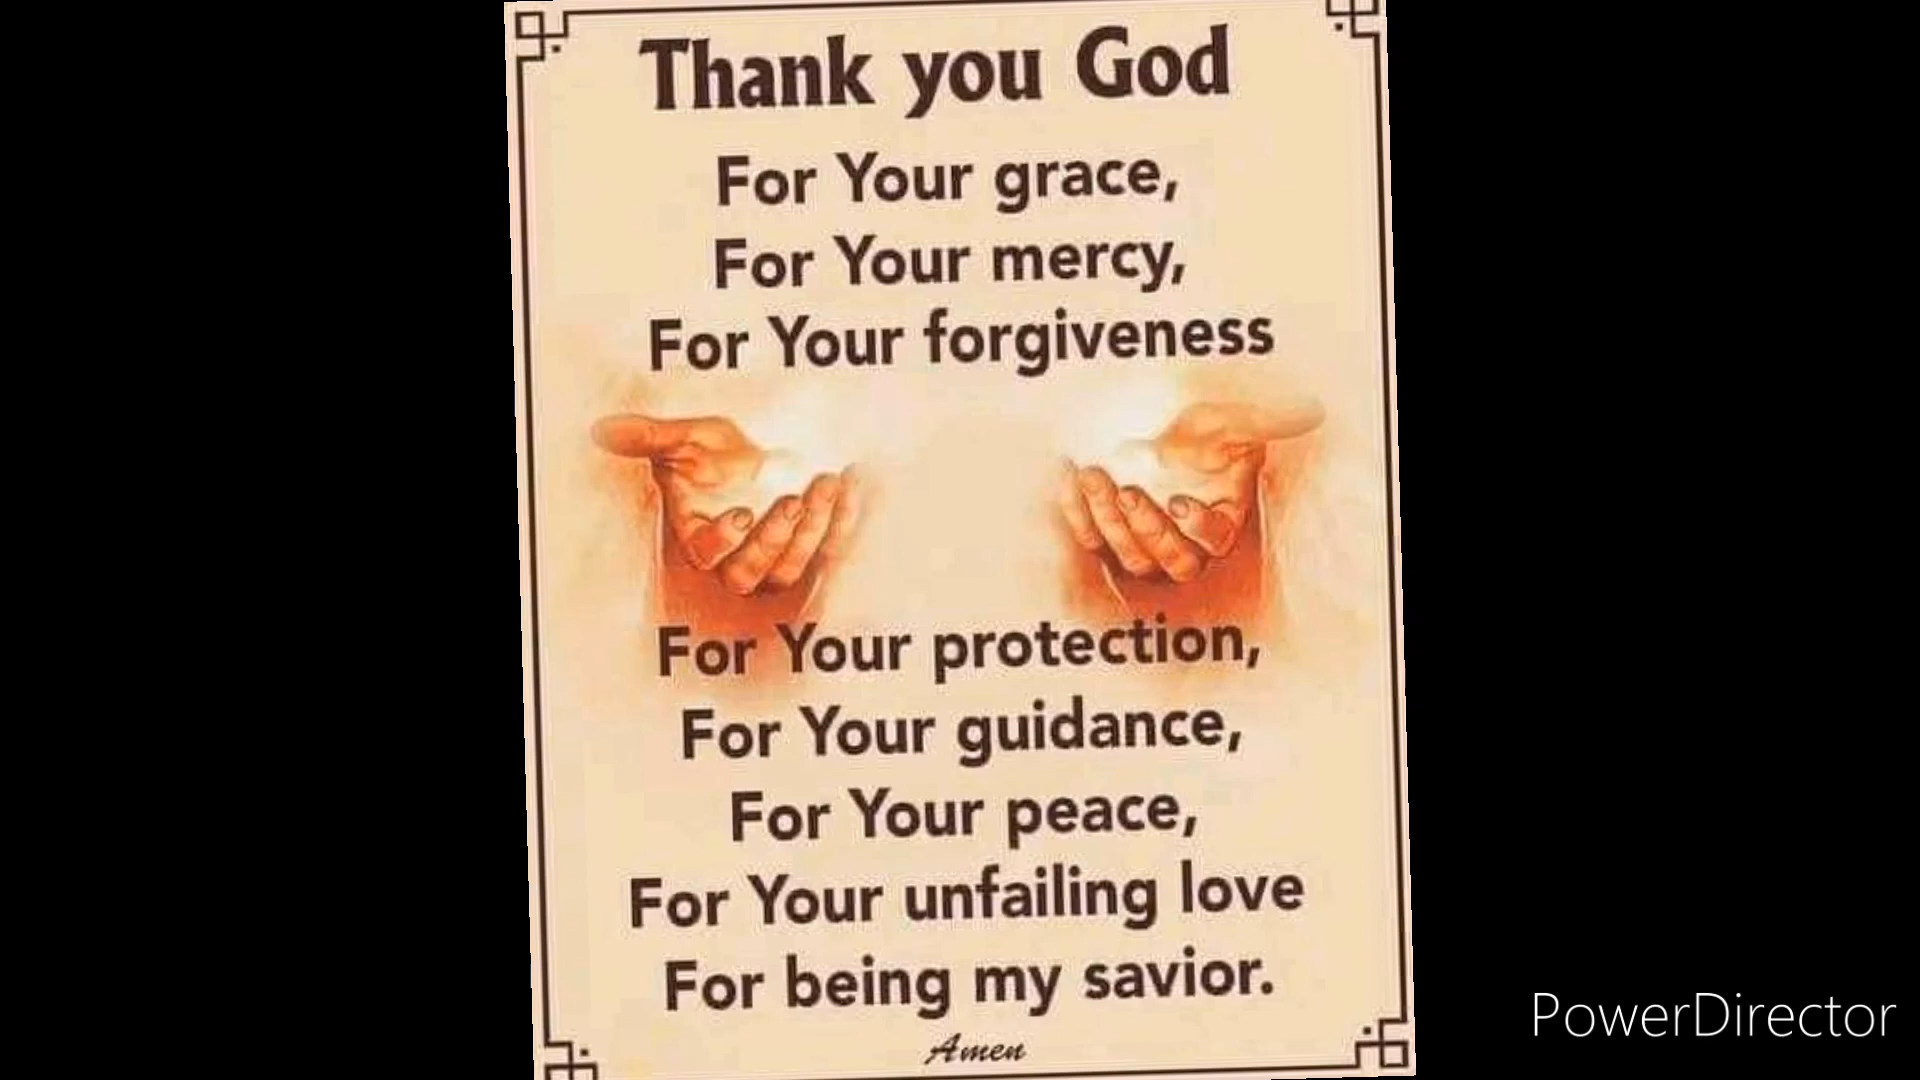 Thank you God
For Your grace,
For Your mercy,
For Your forgiveness
For Your protection,
For Your guidance,
For Your peace,
For Your unfailing love
For being my savior.
Amen
PowerDirector